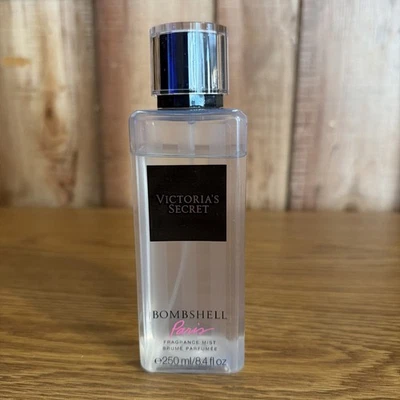 VICTORIA'S
SECRET
BOMBSHELL
Paris
FRAGRANCE MIST
BRUME PARFUMÉE
℮250 ml/8.4 fl oz